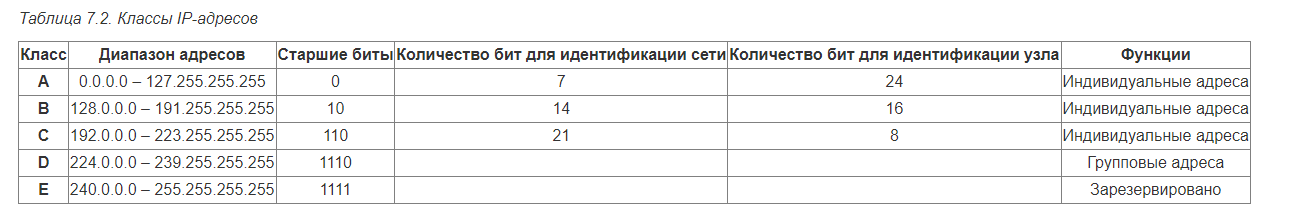 Таблица 7.2. Классы IP-адресов
Класс Диапазон адресов Старшие биты Количество бит для идентификации сети Количество бит для идентификации узла Функции
A 0.0.0.0 – 127.255.255.255 0 7 24 Индивидуальные адреса
B 128.0.0.0 – 191.255.255.255 10 14 16 Индивидуальные адреса
C 192.0.0.0 – 223.255.255.255 110 21 8 Индивидуальные адреса
D 224.0.0.0 – 239.255.255.255 1110 Групповые адреса
E 240.0.0.0 – 255.255.255.255 1111 Зарезервировано